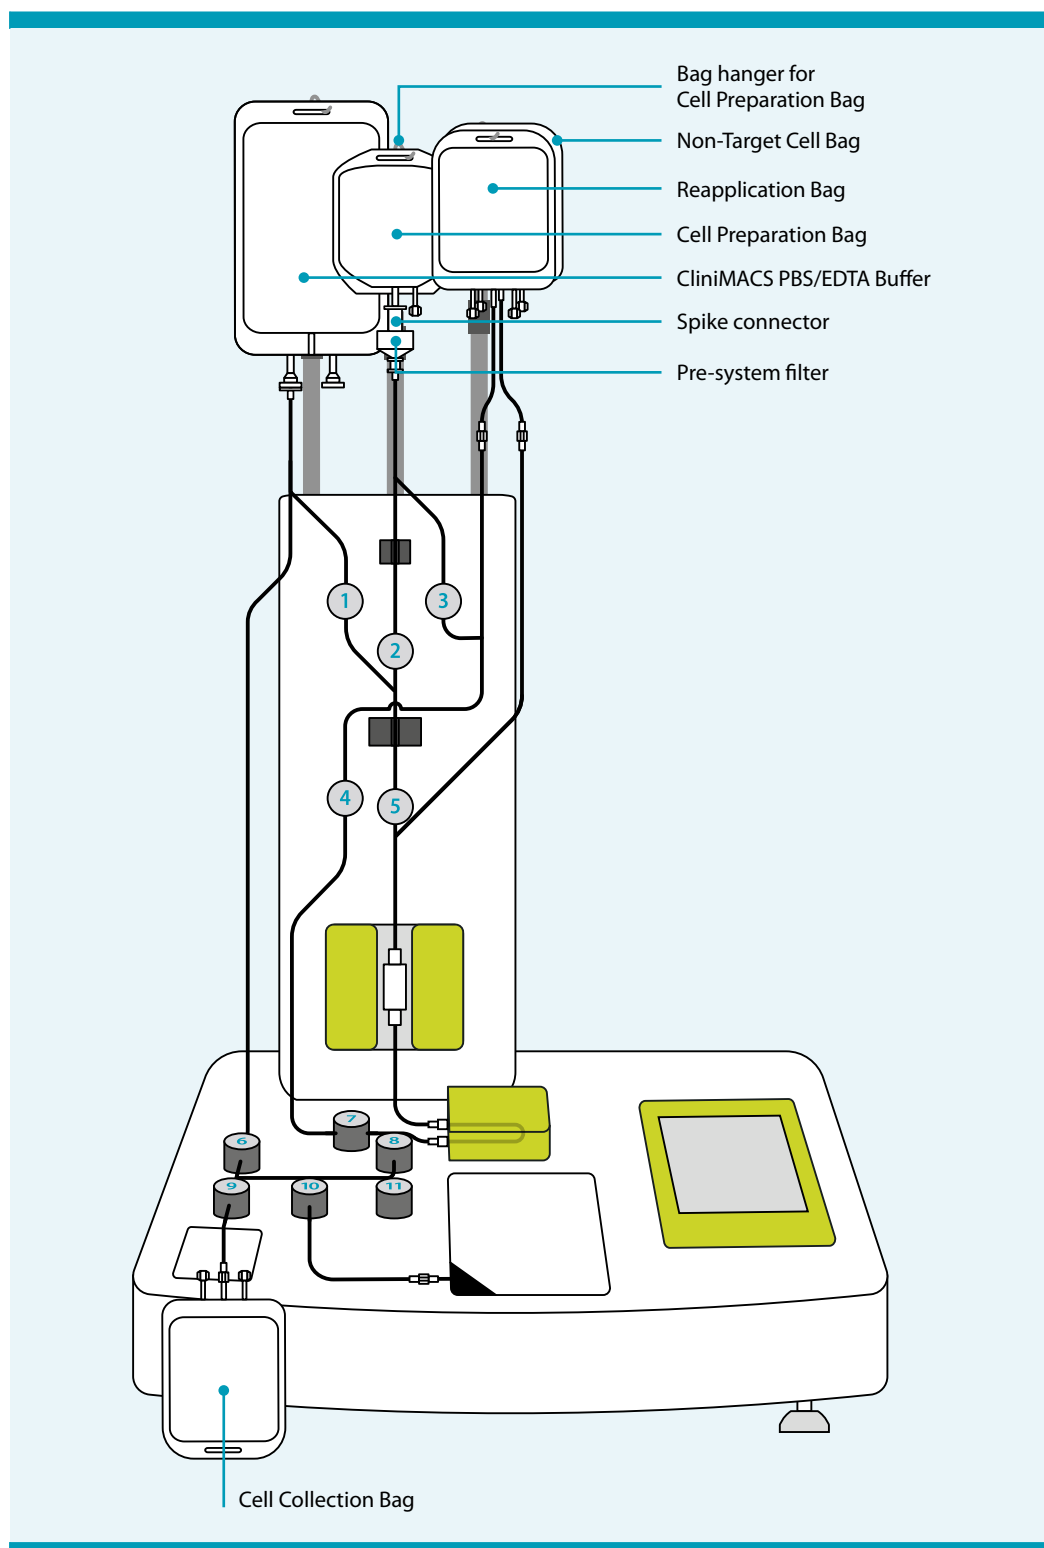 Bag hanger for
Cell Preparation Bag
Non-Target Cell Bag
Reapplication Bag
Cell Preparation Bag
CliniMACS PBS/EDTA Buffer
Spike connector
Pre-system filter
1
3
2
4
5
7
6
8
9
10
11
Cell Collection Bag